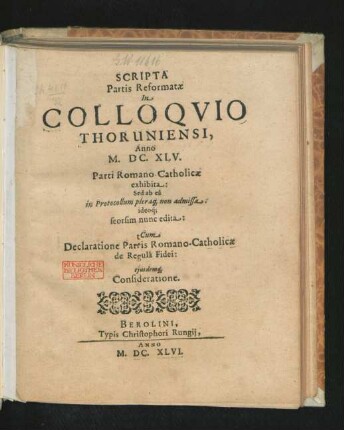 SCRIPTA
Partis Reformatæ
In
COLLOQVIO
THORUNIENSI,
Anno
M. DC. XLV.
Parti Romano-Catholicæ
exhibita:
Sed ab eâ
in Protocollum pleraq; non admissa:
ideoq;
seorsim nunc edita:
Cum
Declaratione Partis Romano-Catholicæ
de Regulâ Fidei:
ejusdemq;
Consideratione.
BEROLINI,
Typis Christophori Rungij,
ANNO
M. DC. XLVI.